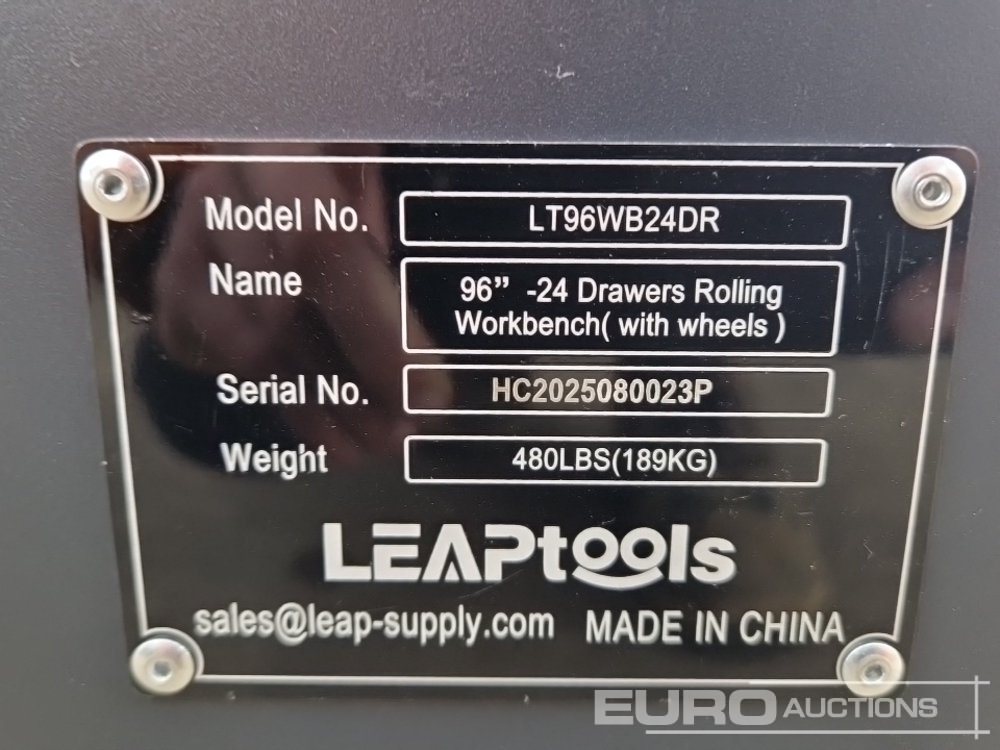 Model No. LT96WB24DR
Name 96” -24 Drawers Rolling
Workbench( with wheels )
Serial No. HC2025080023P
Weight 480LBS(189KG)
LEAPtools
sales@leap-supply.com MADE IN CHINA
EURO AUCTIONS